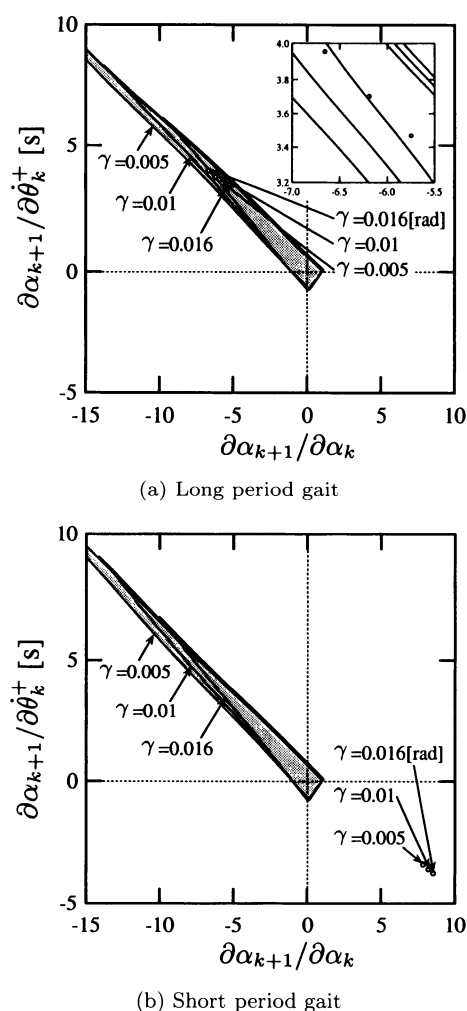 10
5
0
-5
-15 -10 -5 0 5 10
∂α_{k+1}/∂θ̇_k^+ [s]
∂α_{k+1}/∂α_k
4.0
3.8
3.6
3.4
3.2
-7.0 -6.5 -6.0 -5.5
γ=0.005
γ=0.01
γ=0.016
γ=0.016[rad]
γ=0.01
γ=0.005
(a) Long period gait
10
5
0
-5
-15 -10 -5 0 5 10
∂α_{k+1}/∂θ̇_k^+ [s]
∂α_{k+1}/∂α_k
γ=0.005
γ=0.01
γ=0.016
γ=0.016[rad]
γ=0.01
γ=0.005
(b) Short period gait